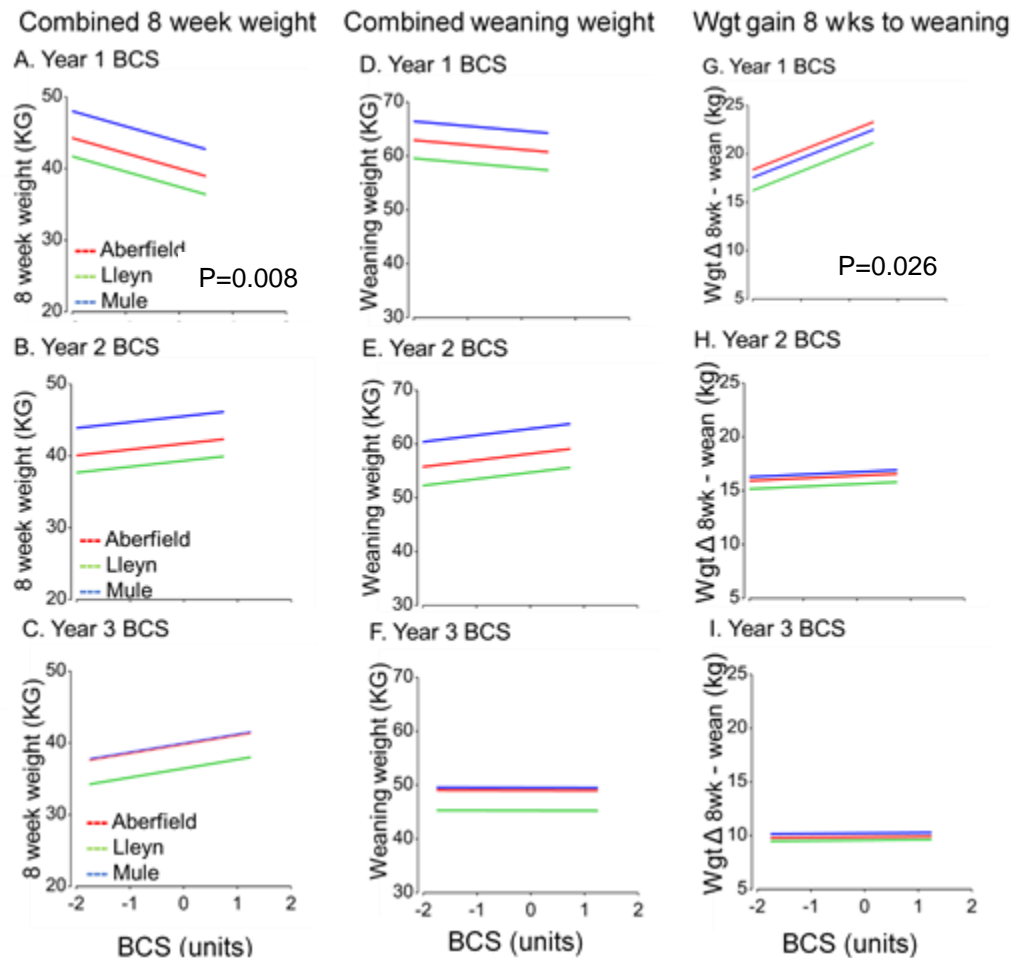 Combined 8 week weight
Combined weaning weight
Wgt gain 8 wks to weaning
A. Year 1 BCS
8 week weight (KG)
50
40
30
20
Aberfield
Lleyn
Mule
P=0.008
D. Year 1 BCS
Weaning weight (KG)
70
60
50
40
30
G. Year 1 BCS
Wgt Δ 8wk - wean (kg)
25
20
15
10
5
P=0.026
B. Year 2 BCS
8 week weight (KG)
50
40
30
20
Aberfield
Lleyn
Mule
E. Year 2 BCS
Weaning weight (KG)
70
60
50
40
30
H. Year 2 BCS
Wgt Δ 8wk - wean (kg)
25
20
15
10
5
C. Year 3 BCS
8 week weight (KG)
50
40
30
20
Aberfield
Lleyn
Mule
-2 -1 0 1 2
BCS (units)
F. Year 3 BCS
Weaning weight (KG)
70
60
50
40
30
-2 -1 0 1 2
BCS (units)
I. Year 3 BCS
Wgt Δ 8wk - wean (kg)
25
20
15
10
5
-2 -1 0 1 2
BCS (units)